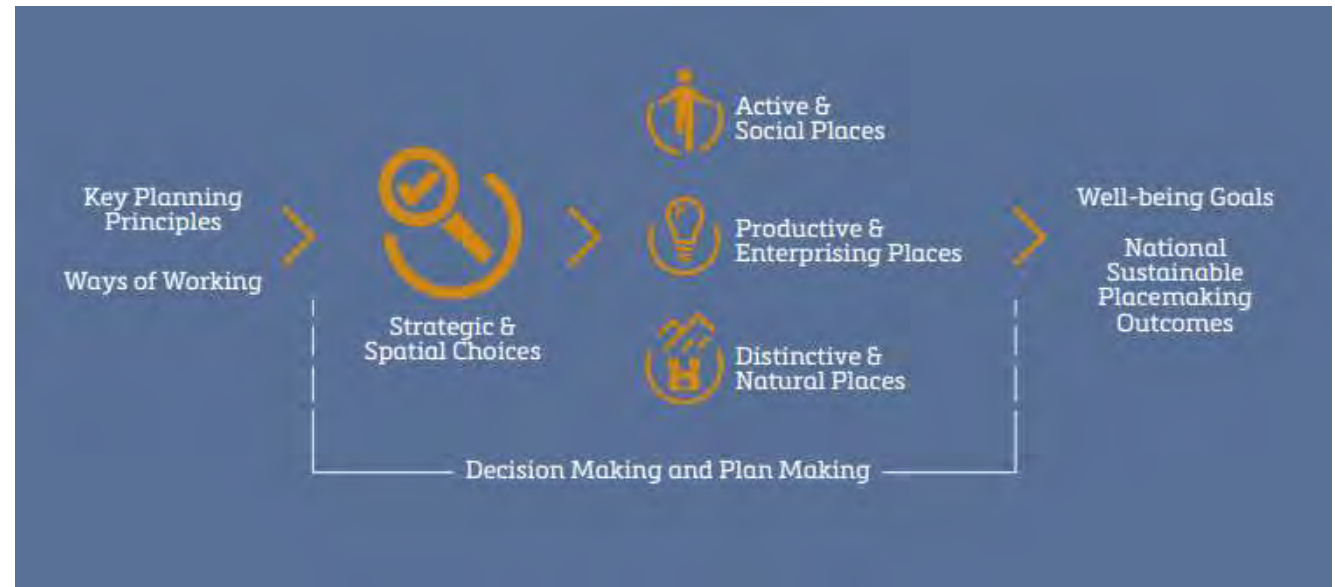 Key Planning
Principles
Ways of Working
Strategic &
Spatial Choices
Active &
Social Places
Productive &
Enterprising Places
Distinctive &
Natural Places
Well-being Goals
National
Sustainable
Placemaking
Outcomes
Decision Making and Plan Making